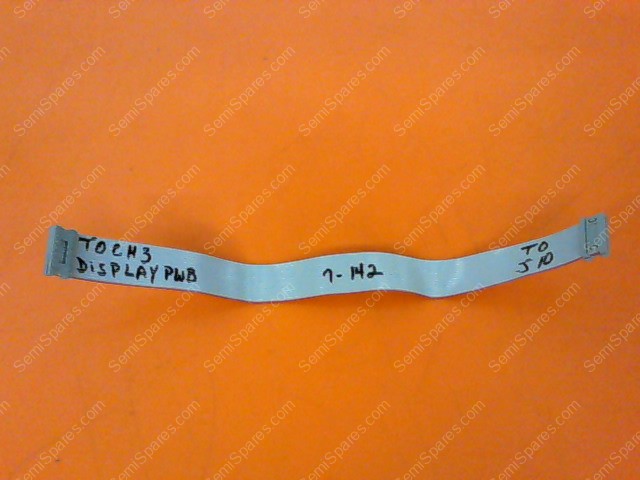 TO CH3
DISPLAY PWB
7-142
TO
J10
SemiSpares.com